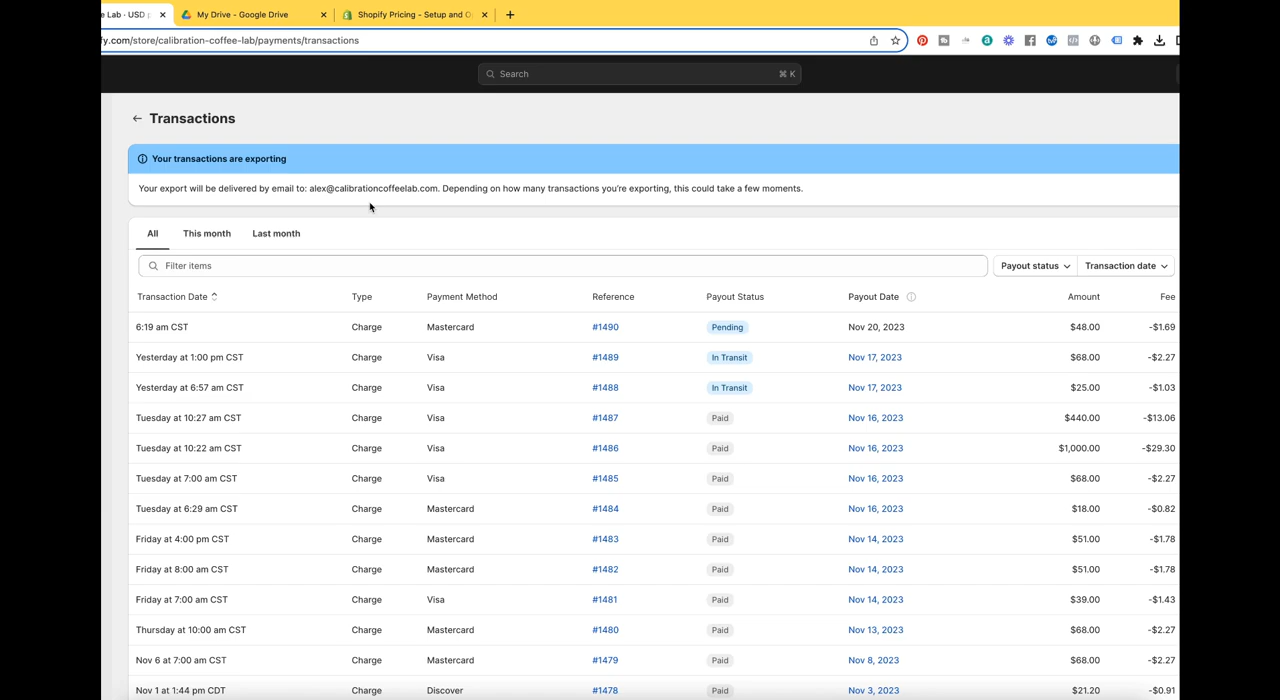 e Lab · USD
My Drive - Google Drive
Shopify Pricing - Setup and O
fy.com/store/calibration-coffee-lab/payments/transactions
Search ⌘ K
Transactions
Your transactions are exporting
Your export will be delivered by email to: alex@calibrationcoffeelab.com. Depending on how many transactions you're exporting, this could take a few moments.
All This month Last month
Filter items Payout status Transaction date
Transaction Date Type Payment Method Reference Payout Status Payout Date Amount Fee
6:19 am CST Charge Mastercard #1490 Pending Nov 20, 2023 $48.00 -$1.69
Yesterday at 1:00 pm CST Charge Visa #1489 In Transit Nov 17, 2023 $68.00 -$2.27
Yesterday at 6:57 am CST Charge Visa #1488 In Transit Nov 17, 2023 $25.00 -$1.03
Tuesday at 10:27 am CST Charge Visa #1487 Paid Nov 16, 2023 $440.00 -$13.06
Tuesday at 10:22 am CST Charge Visa #1486 Paid Nov 16, 2023 $1,000.00 -$29.30
Tuesday at 7:00 am CST Charge Visa #1485 Paid Nov 16, 2023 $68.00 -$2.27
Tuesday at 6:29 am CST Charge Mastercard #1484 Paid Nov 16, 2023 $18.00 -$0.82
Friday at 4:00 pm CST Charge Mastercard #1483 Paid Nov 14, 2023 $51.00 -$1.78
Friday at 8:00 am CST Charge Mastercard #1482 Paid Nov 14, 2023 $51.00 -$1.78
Friday at 7:00 am CST Charge Visa #1481 Paid Nov 14, 2023 $39.00 -$1.43
Thursday at 10:00 am CST Charge Mastercard #1480 Paid Nov 13, 2023 $68.00 -$2.27
Nov 6 at 7:00 am CST Charge Mastercard #1479 Paid Nov 8, 2023 $68.00 -$2.27
Nov 1 at 1:44 pm CDT Charge Discover #1478 Paid Nov 3, 2023 $21.20 -$0.91